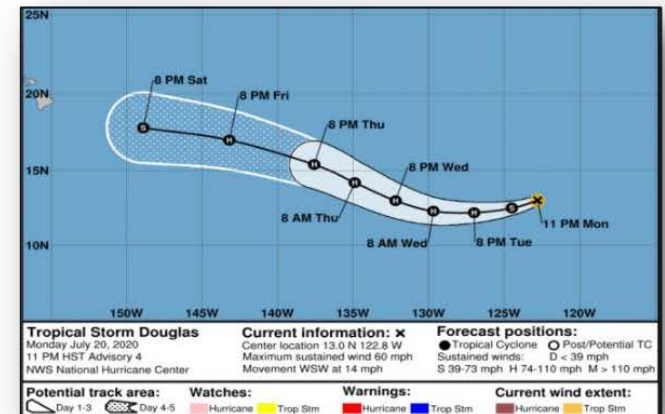 25N
8 PM Sat
20N
8 PM Fri
8 PM Thu
8 PM Wed
15N
8 AM Thu
11 PM Mon
8 AM Wed
8 PM Tue
10N
S H H H H H H S
150W 145W 140W 135W 130W 125W 120W
Tropical Storm Douglas
Monday July 20, 2020
11 PM HST Advisory 4
NWS National Hurricane Center
Current information: x
Center location 13.0 N 122.8 W
Maximum sustained wind 60 mph
Movement WSW at 14 mph
Forecast positions:
Tropical Cyclone Post/Potential TC
Sustained winds: D < 39 mph
S 39-73 mph H 74-110 mph M > 110 mph
Potential track area:
Day 1-3 Day 4-5
Watches:
Hurricane Trop Stm
Warnings:
Hurricane Trop Stm
Current wind extent:
Hurricane Trop Stm